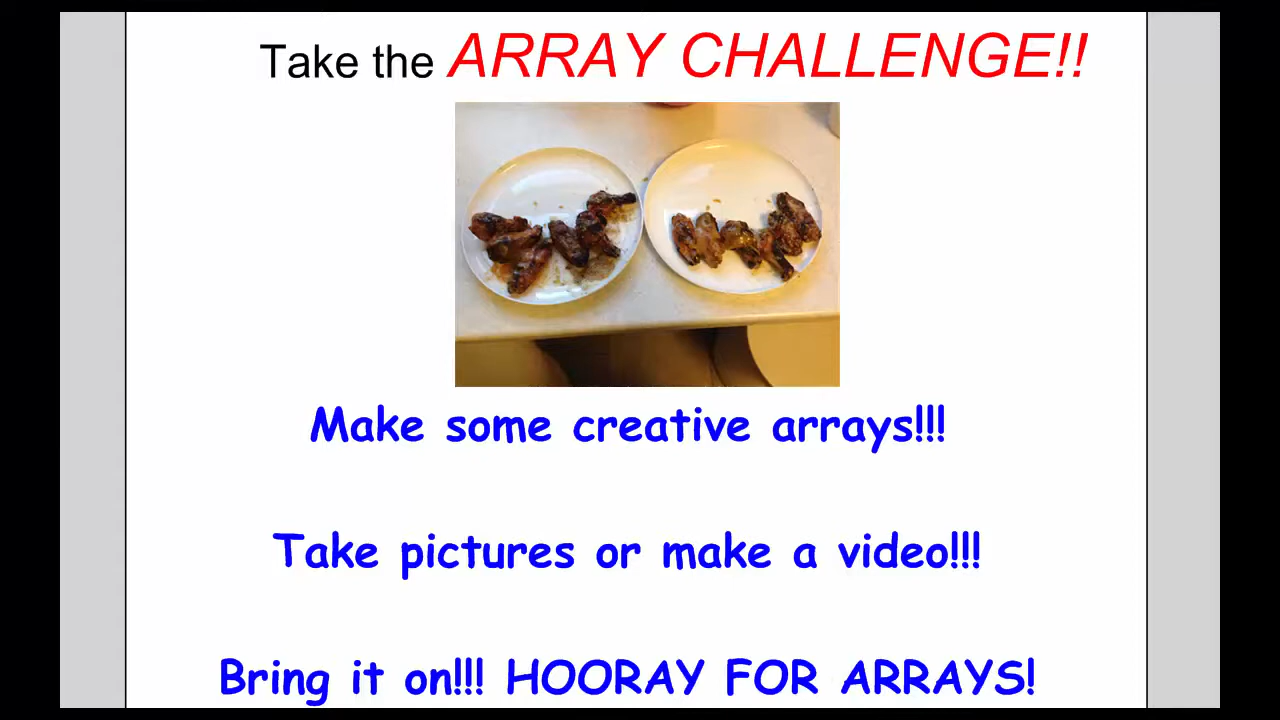 Take the ARRAY CHALLENGE!!
Make some creative arrays!!!
Take pictures or make a video!!!
Bring it on!!! HOORAY FOR ARRAYS!